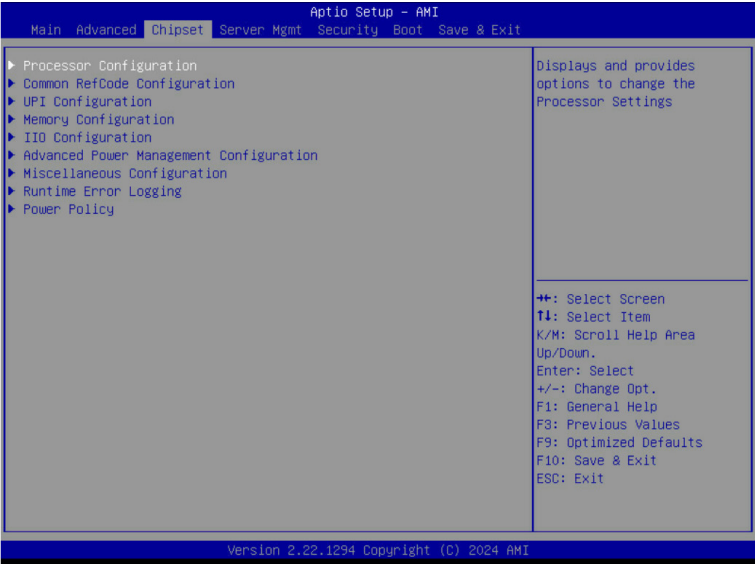 Aptio Setup – AMI
Main Advanced Chipset Server Mgmt Security Boot Save & Exit
Processor Configuration
Common RefCode Configuration
UPI Configuration
Memory Configuration
IIO Configuration
Advanced Power Management Configuration
Miscellaneous Configuration
Runtime Error Logging
Power Policy
Displays and provides
options to change the
Processor Settings
→←: Select Screen
↑↓: Select Item
K/M: Scroll Help Area
Up/Down.
Enter: Select
+/-: Change Opt.
F1: General Help
F3: Previous Values
F9: Optimized Defaults
F10: Save & Exit
ESC: Exit
Version 2.22.1294 Copyright (C) 2024 AMI